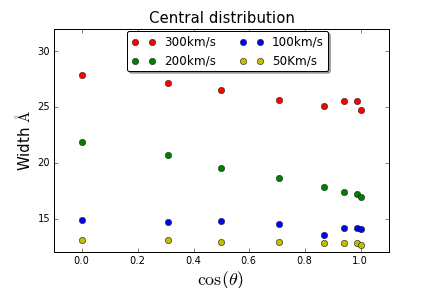 Central distribution
300km/s 100km/s
200km/s 50Km/s
Width Å
30
25
20
15
0.0 0.2 0.4 0.6 0.8 1.0
cos(θ)